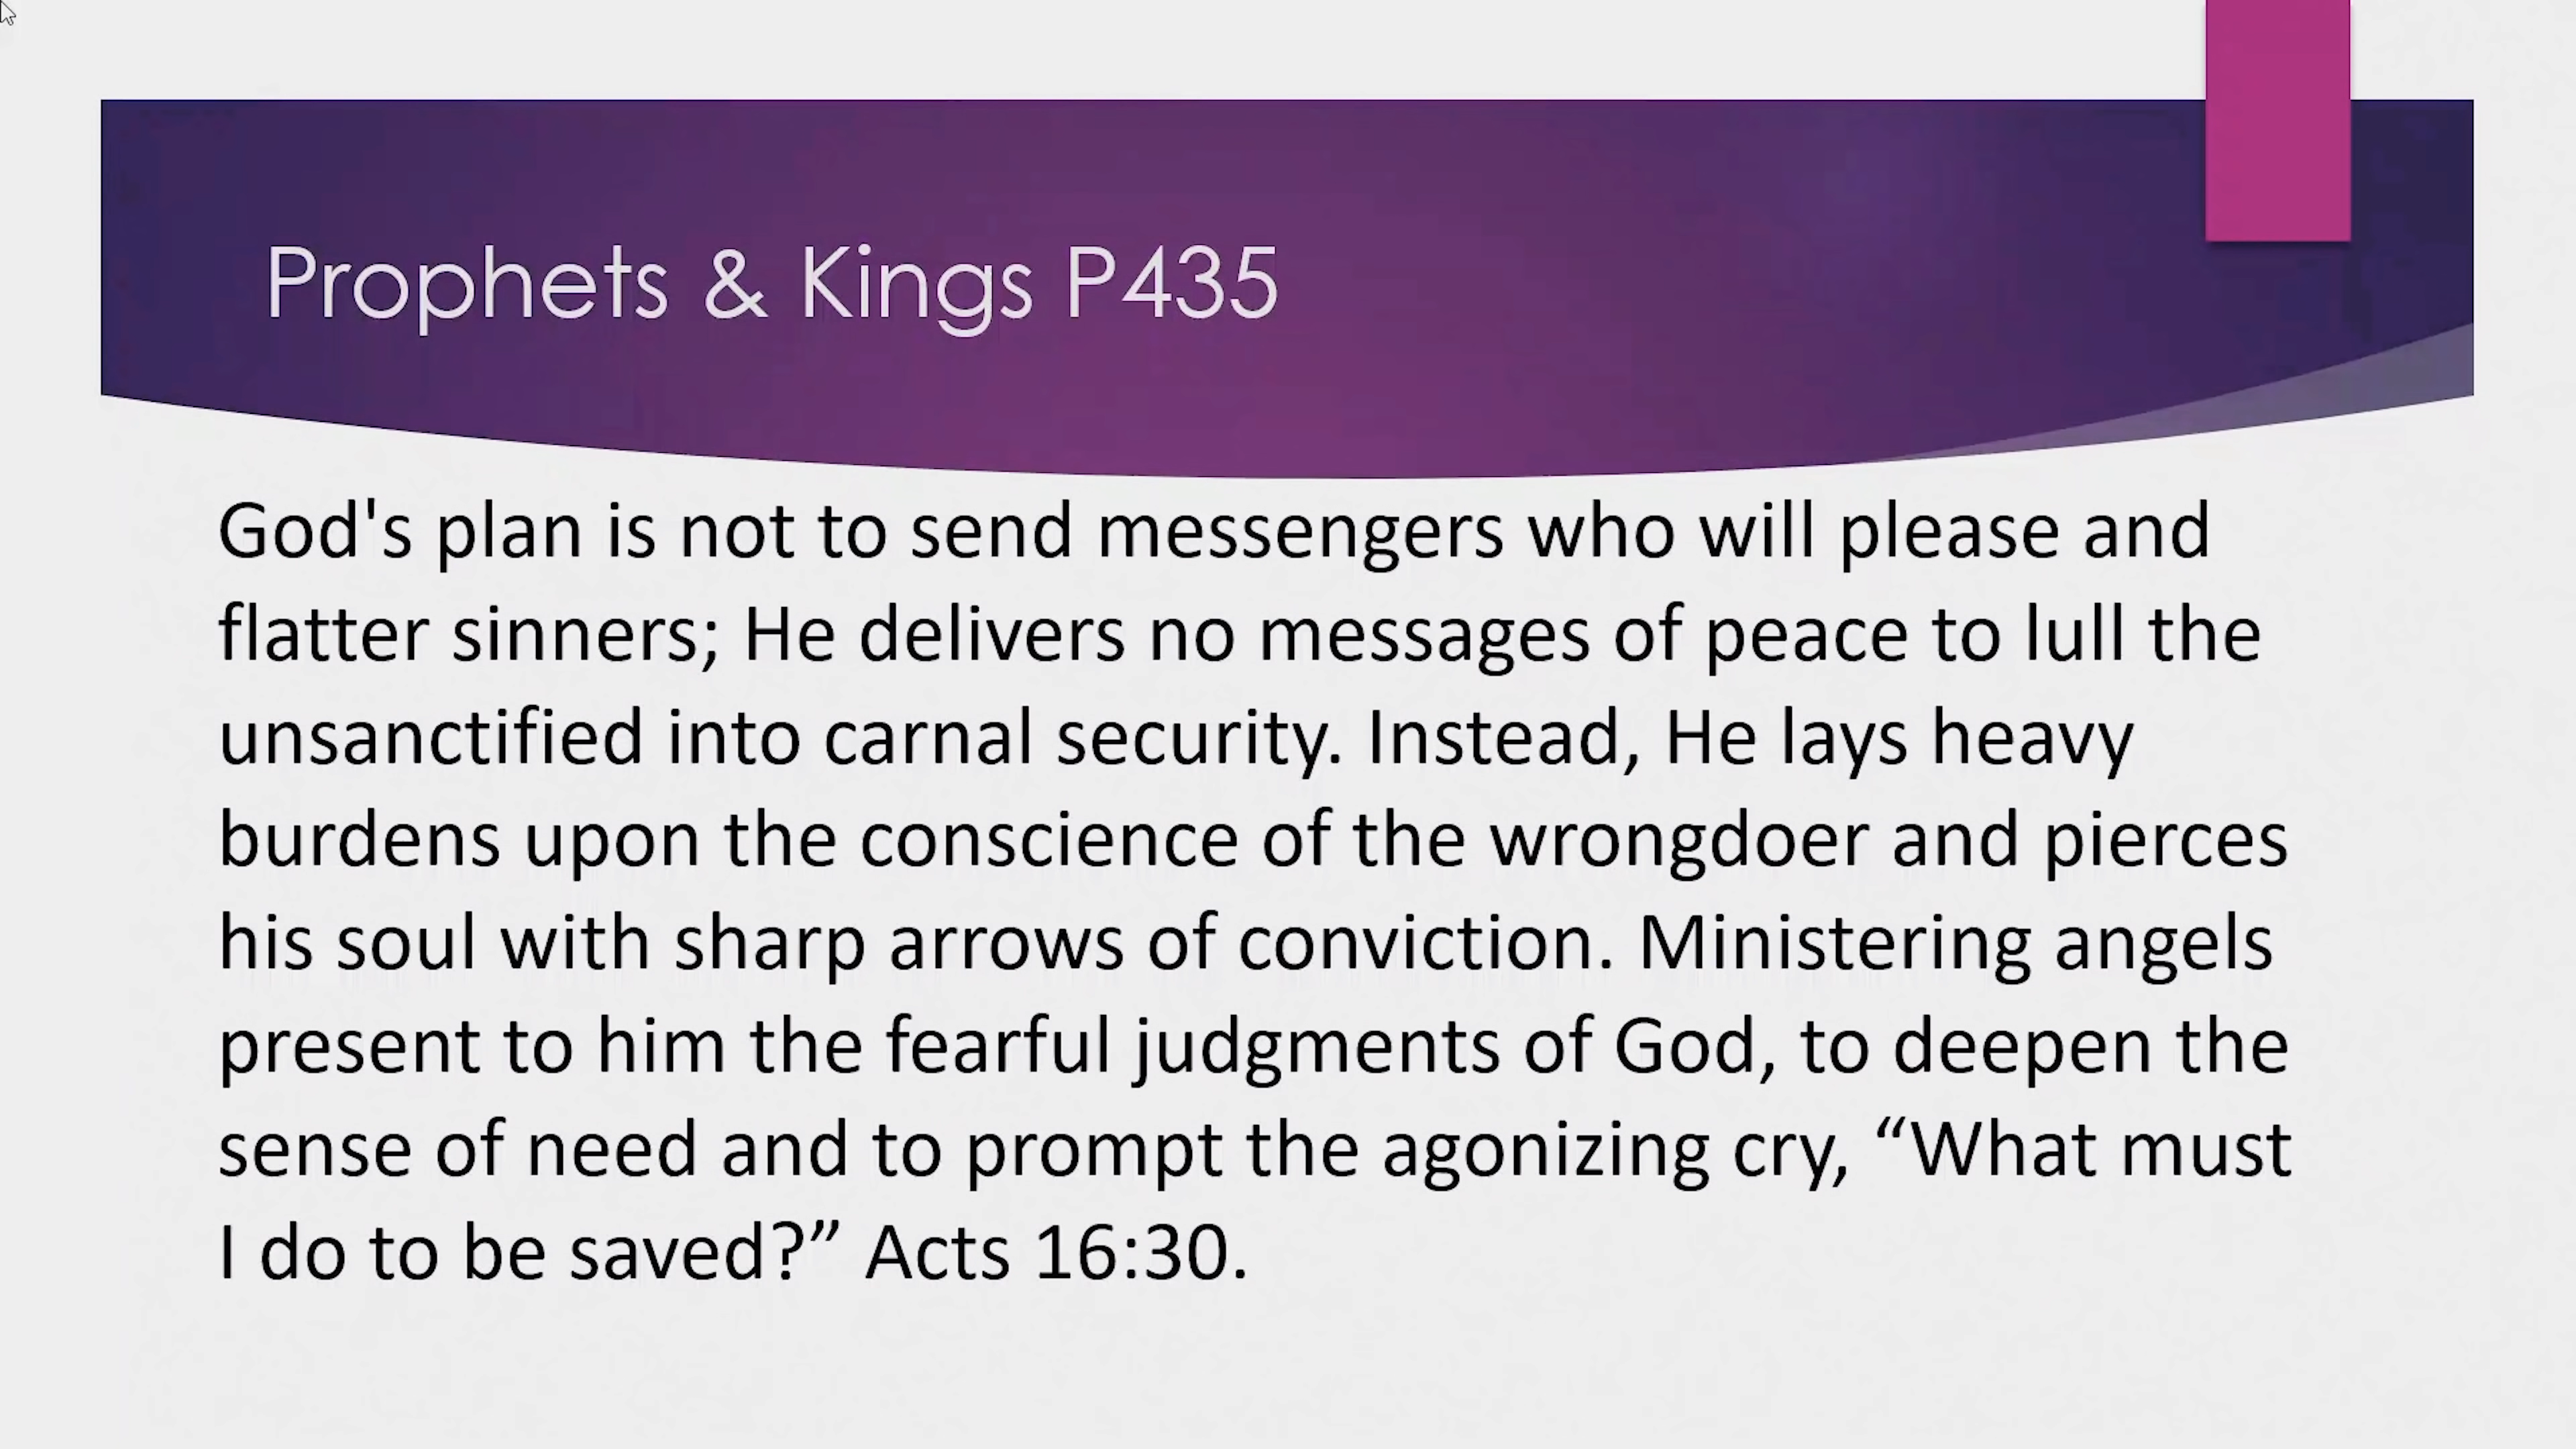 Prophets & Kings P435
God's plan is not to send messengers who will please and
flatter sinners; He delivers no messages of peace to lull the
unsanctified into carnal security. Instead, He lays heavy
burdens upon the conscience of the wrongdoer and pierces
his soul with sharp arrows of conviction. Ministering angels
present to him the fearful judgments of God, to deepen the
sense of need and to prompt the agonizing cry, “What must
I do to be saved?” Acts 16:30.